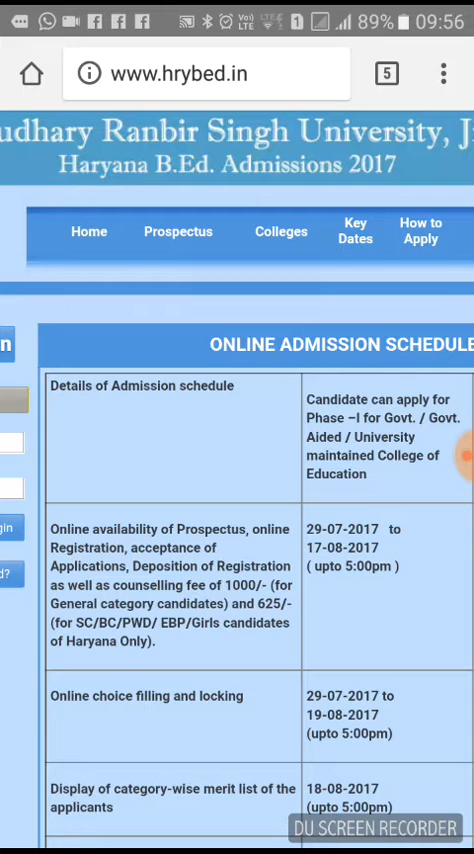 89% 09:56
www.hrybed.in
5
udhary Ranbir Singh University, J
Haryana B.Ed. Admissions 2017
Home Prospectus Colleges Key Dates How to Apply
n
ONLINE ADMISSION SCHEDULE
Details of Admission schedule
Candidate can apply for
Phase –I for Govt. / Govt.
Aided / University
maintained College of
Education
Online availability of Prospectus, online
Registration, acceptance of
Applications, Deposition of Registration
as well as counselling fee of 1000/- (for
General category candidates) and 625/-
(for SC/BC/PWD/ EBP/Girls candidates
of Haryana Only).
29-07-2017 to
17-08-2017
( upto 5:00pm )
gin
d?
Online choice filling and locking
29-07-2017 to
19-08-2017
(upto 5:00pm)
Display of category-wise merit list of the
applicants
18-08-2017
(upto 5:00pm)
DU SCREEN RECORDER